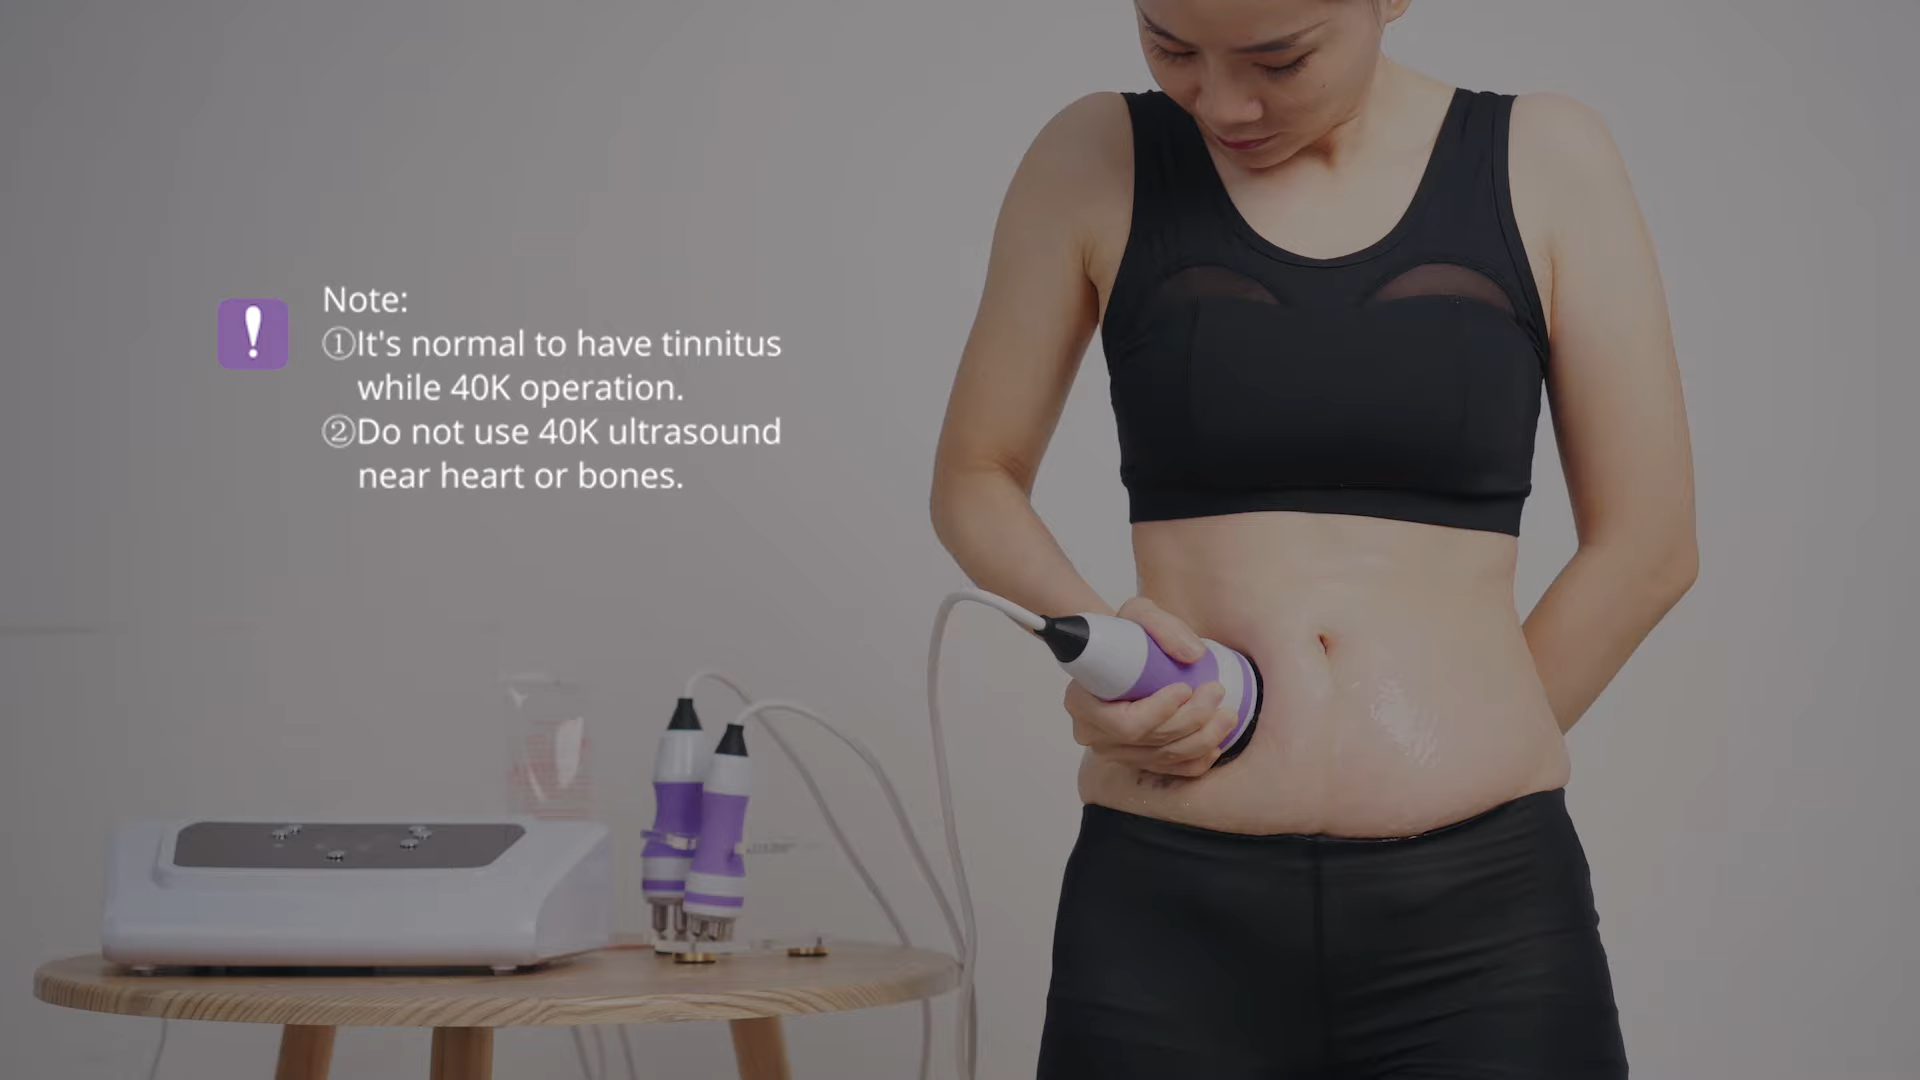 Note:
①It's normal to have tinnitus
while 40K operation.
②Do not use 40K ultrasound
near heart or bones.